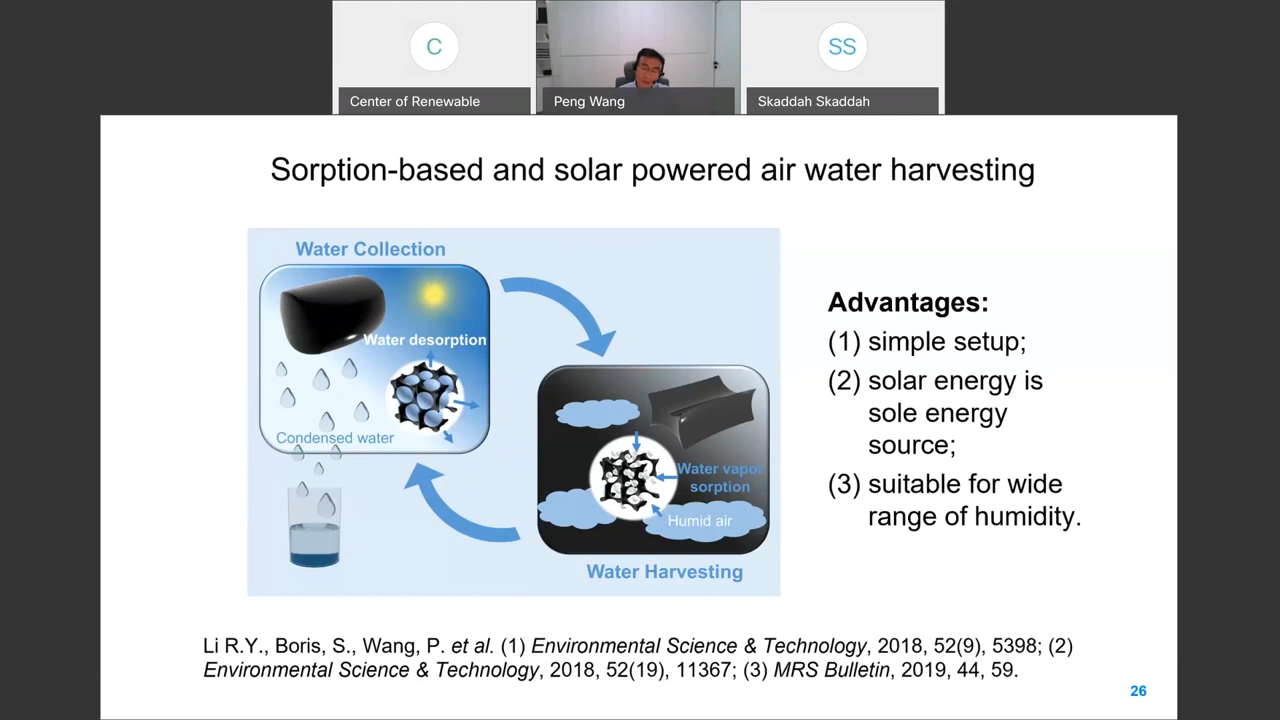 C
SS
Center of Renewable
Peng Wang
Skaddah Skaddah
Sorption-based and solar powered air water harvesting
Water Collection
Water desorption
Condensed water
Water vapor
sorption
Humid air
Water Harvesting
Advantages:
(1) simple setup;
(2) solar energy is
sole energy
source;
(3) suitable for wide
range of humidity.
Li R.Y., Boris, S., Wang, P. et al. (1) Environmental Science & Technology, 2018, 52(9), 5398; (2)
Environmental Science & Technology, 2018, 52(19), 11367; (3) MRS Bulletin, 2019, 44, 59.
26